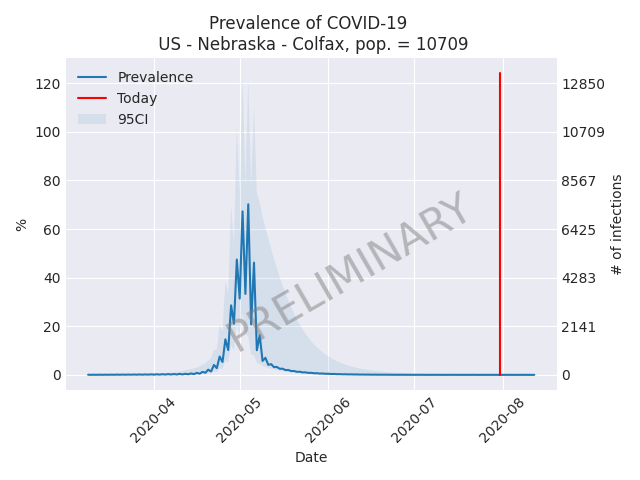 Prevalence of COVID-19
US - Nebraska - Colfax, pop. = 10709
Prevalence
Today
95CI
120
100
80
60
40
20
0
%
12850
10709
8567
6425
4283
2141
0
# of infections
PRELIMINARY
2020-04
2020-05
2020-06
2020-07
2020-08
Date